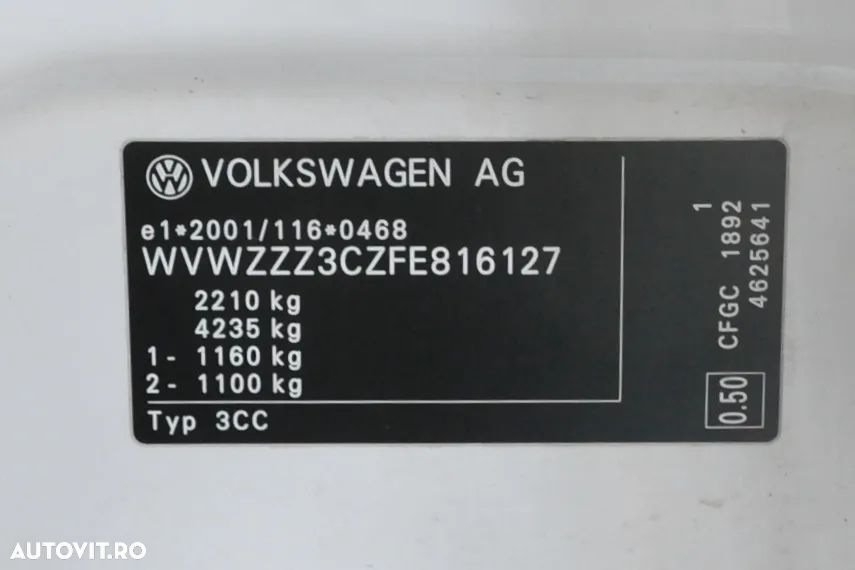 VOLKSWAGEN AG
e1*2001/116*0468
WVWZZZ3CZFE816127
2210 kg
4235 kg
1 - 1160 kg
2 - 1100 kg
Typ 3CC
1
CFGC 1892
4625641
0.50
AUTOVIT.RO